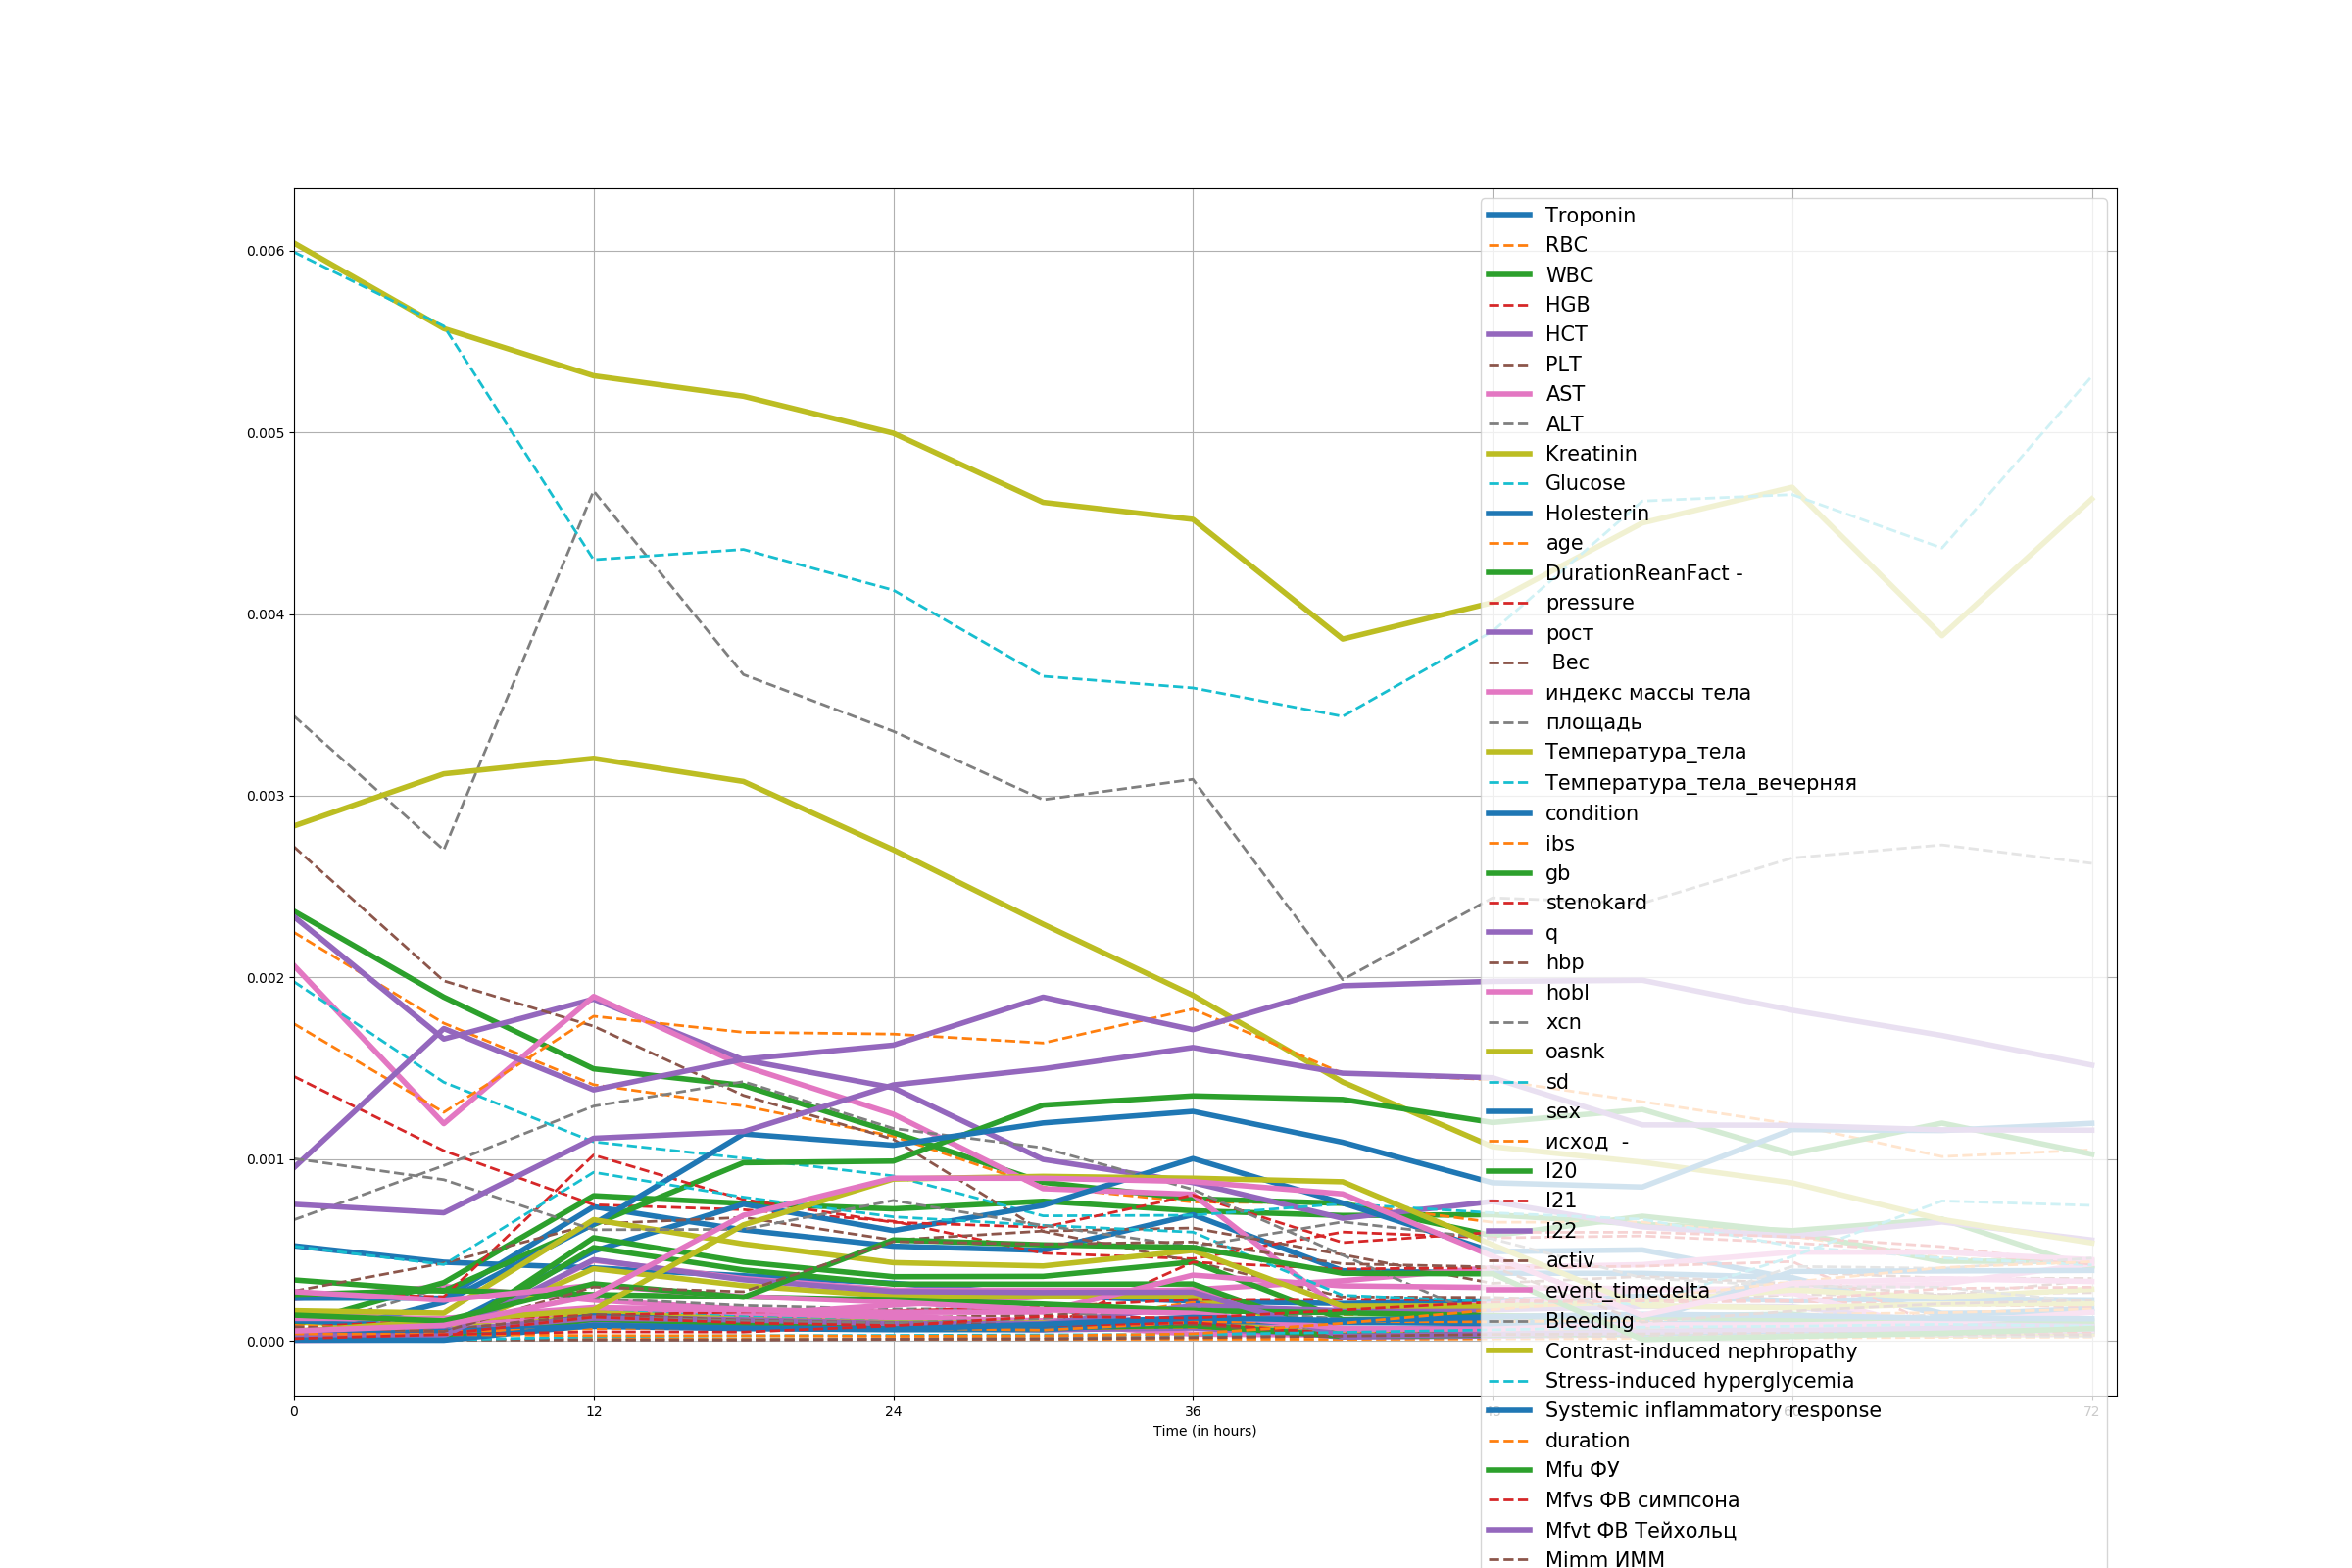 0.006
0.005
0.004
0.003
0.002
0.001
0.000
0
12
24
36
48
60
72
Time (in hours)
Troponin
RBC
WBC
HGB
HCT
PLT
AST
ALT
Kreatinin
Glucose
Holesterin
age
DurationReanFact -
pressure
рост
Вес
индекс массы тела
площадь
Температура_тела
Температура_тела_вечерняя
condition
ibs
gb
stenokard
q
hbp
hobl
xcn
oasnk
sd
sex
исход  -
I20
I21
I22
activ
event_timedelta
Bleeding
Contrast-induced nephropathy
Stress-induced hyperglycemia
Systemic inflammatory response
duration
Mfu ФУ
Mfvs ФВ симпсона
Mfvt ФВ Тейхольц
Mimm ИММ